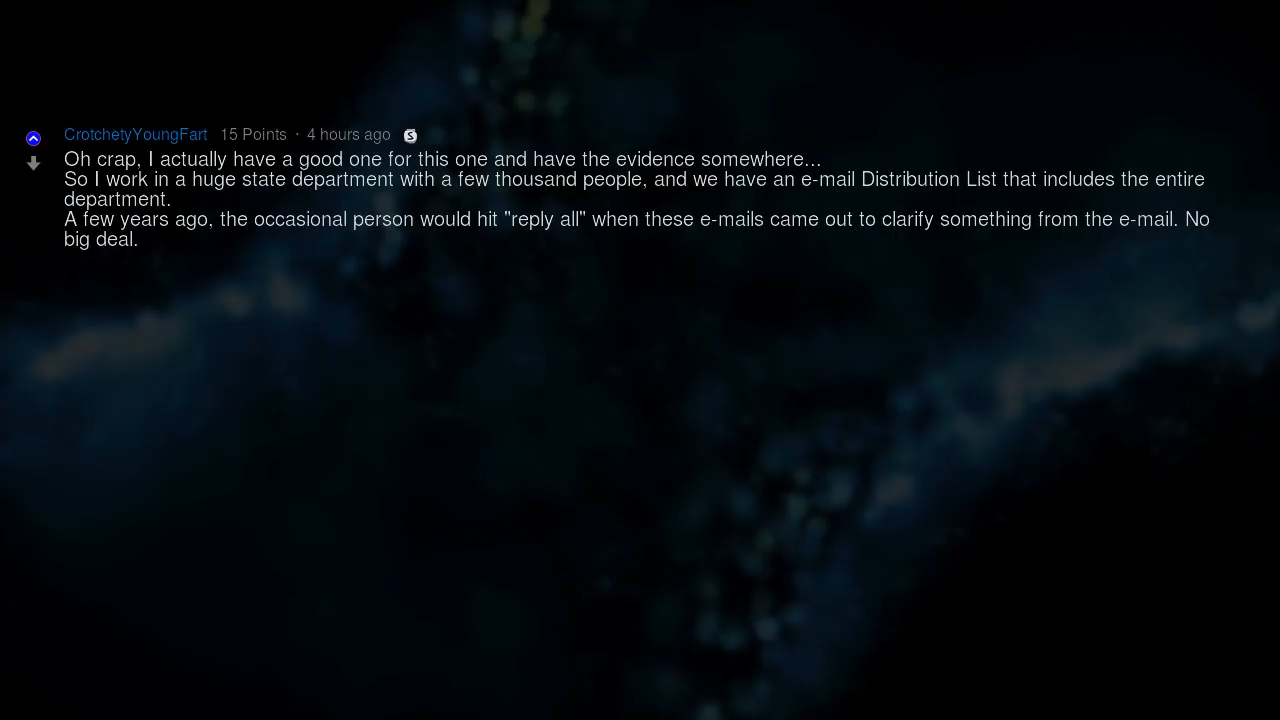 CrotchetyYoungFart 15 Points · 4 hours ago
Oh crap, I actually have a good one for this one and have the evidence somewhere...
So I work in a huge state department with a few thousand people, and we have an e-mail Distribution List that includes the entire
department.
A few years ago, the occasional person would hit "reply all" when these e-mails came out to clarify something from the e-mail. No
big deal.